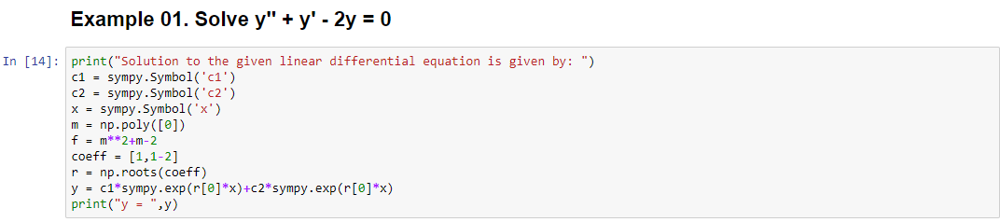 Example 01. Solve y" + y' - 2y = 0
In [14]: print("Solution to the given linear differential equation is given by: ")
c1 = sympy.Symbol('c1')
c2 = sympy.Symbol('c2')
x = sympy.Symbol('x')
m = np.poly([0])
f = m**2+m-2
coeff = [1,1-2]
r = np.roots(coeff)
y = c1*sympy.exp(r[0]*x)+c2*sympy.exp(r[0]*x)
print("y = ",y)